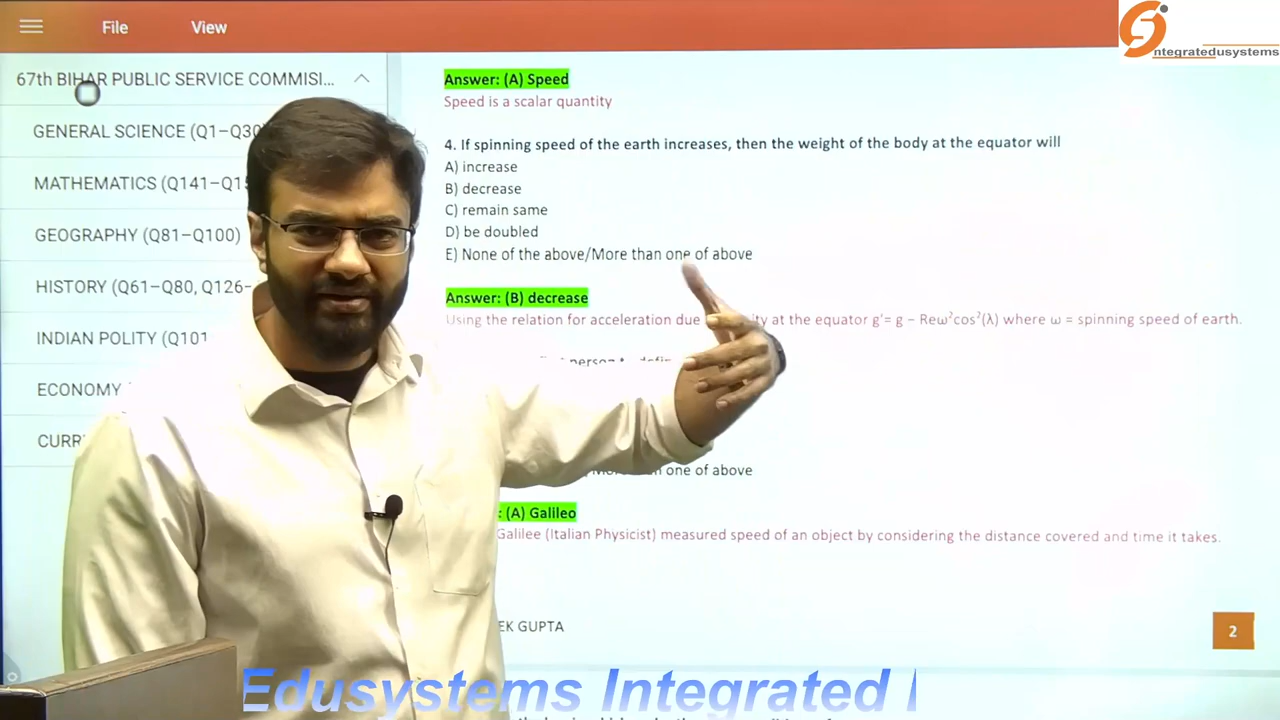 File View
ntegratedusystems
67th BIHAR PUBLIC SERVICE COMMISI...
GENERAL SCIENCE (Q1–Q30
MATHEMATICS (Q141–Q15
GEOGRAPHY (Q81–Q100)
HISTORY (Q61–Q80, Q126-
INDIAN POLITY (Q101
ECONOMY
Answer: (A) Speed
Speed is a scalar quantity
4. If spinning speed of the earth increases, then the weight of the body at the equator will
A) increase
B) decrease
C) remain same
D) be doubled
E) None of the above/More than one of above
Answer: (B) decrease
Using the relation for acceleration due at the equator g'= g – Reω²cos²(λ) where ω = spinning speed of earth.
person
one of above
: (A) Galileo
Galilee (Italian Physicist) measured speed of an object by considering the distance covered and time it takes.
EK GUPTA
2
Edusystems Integrated